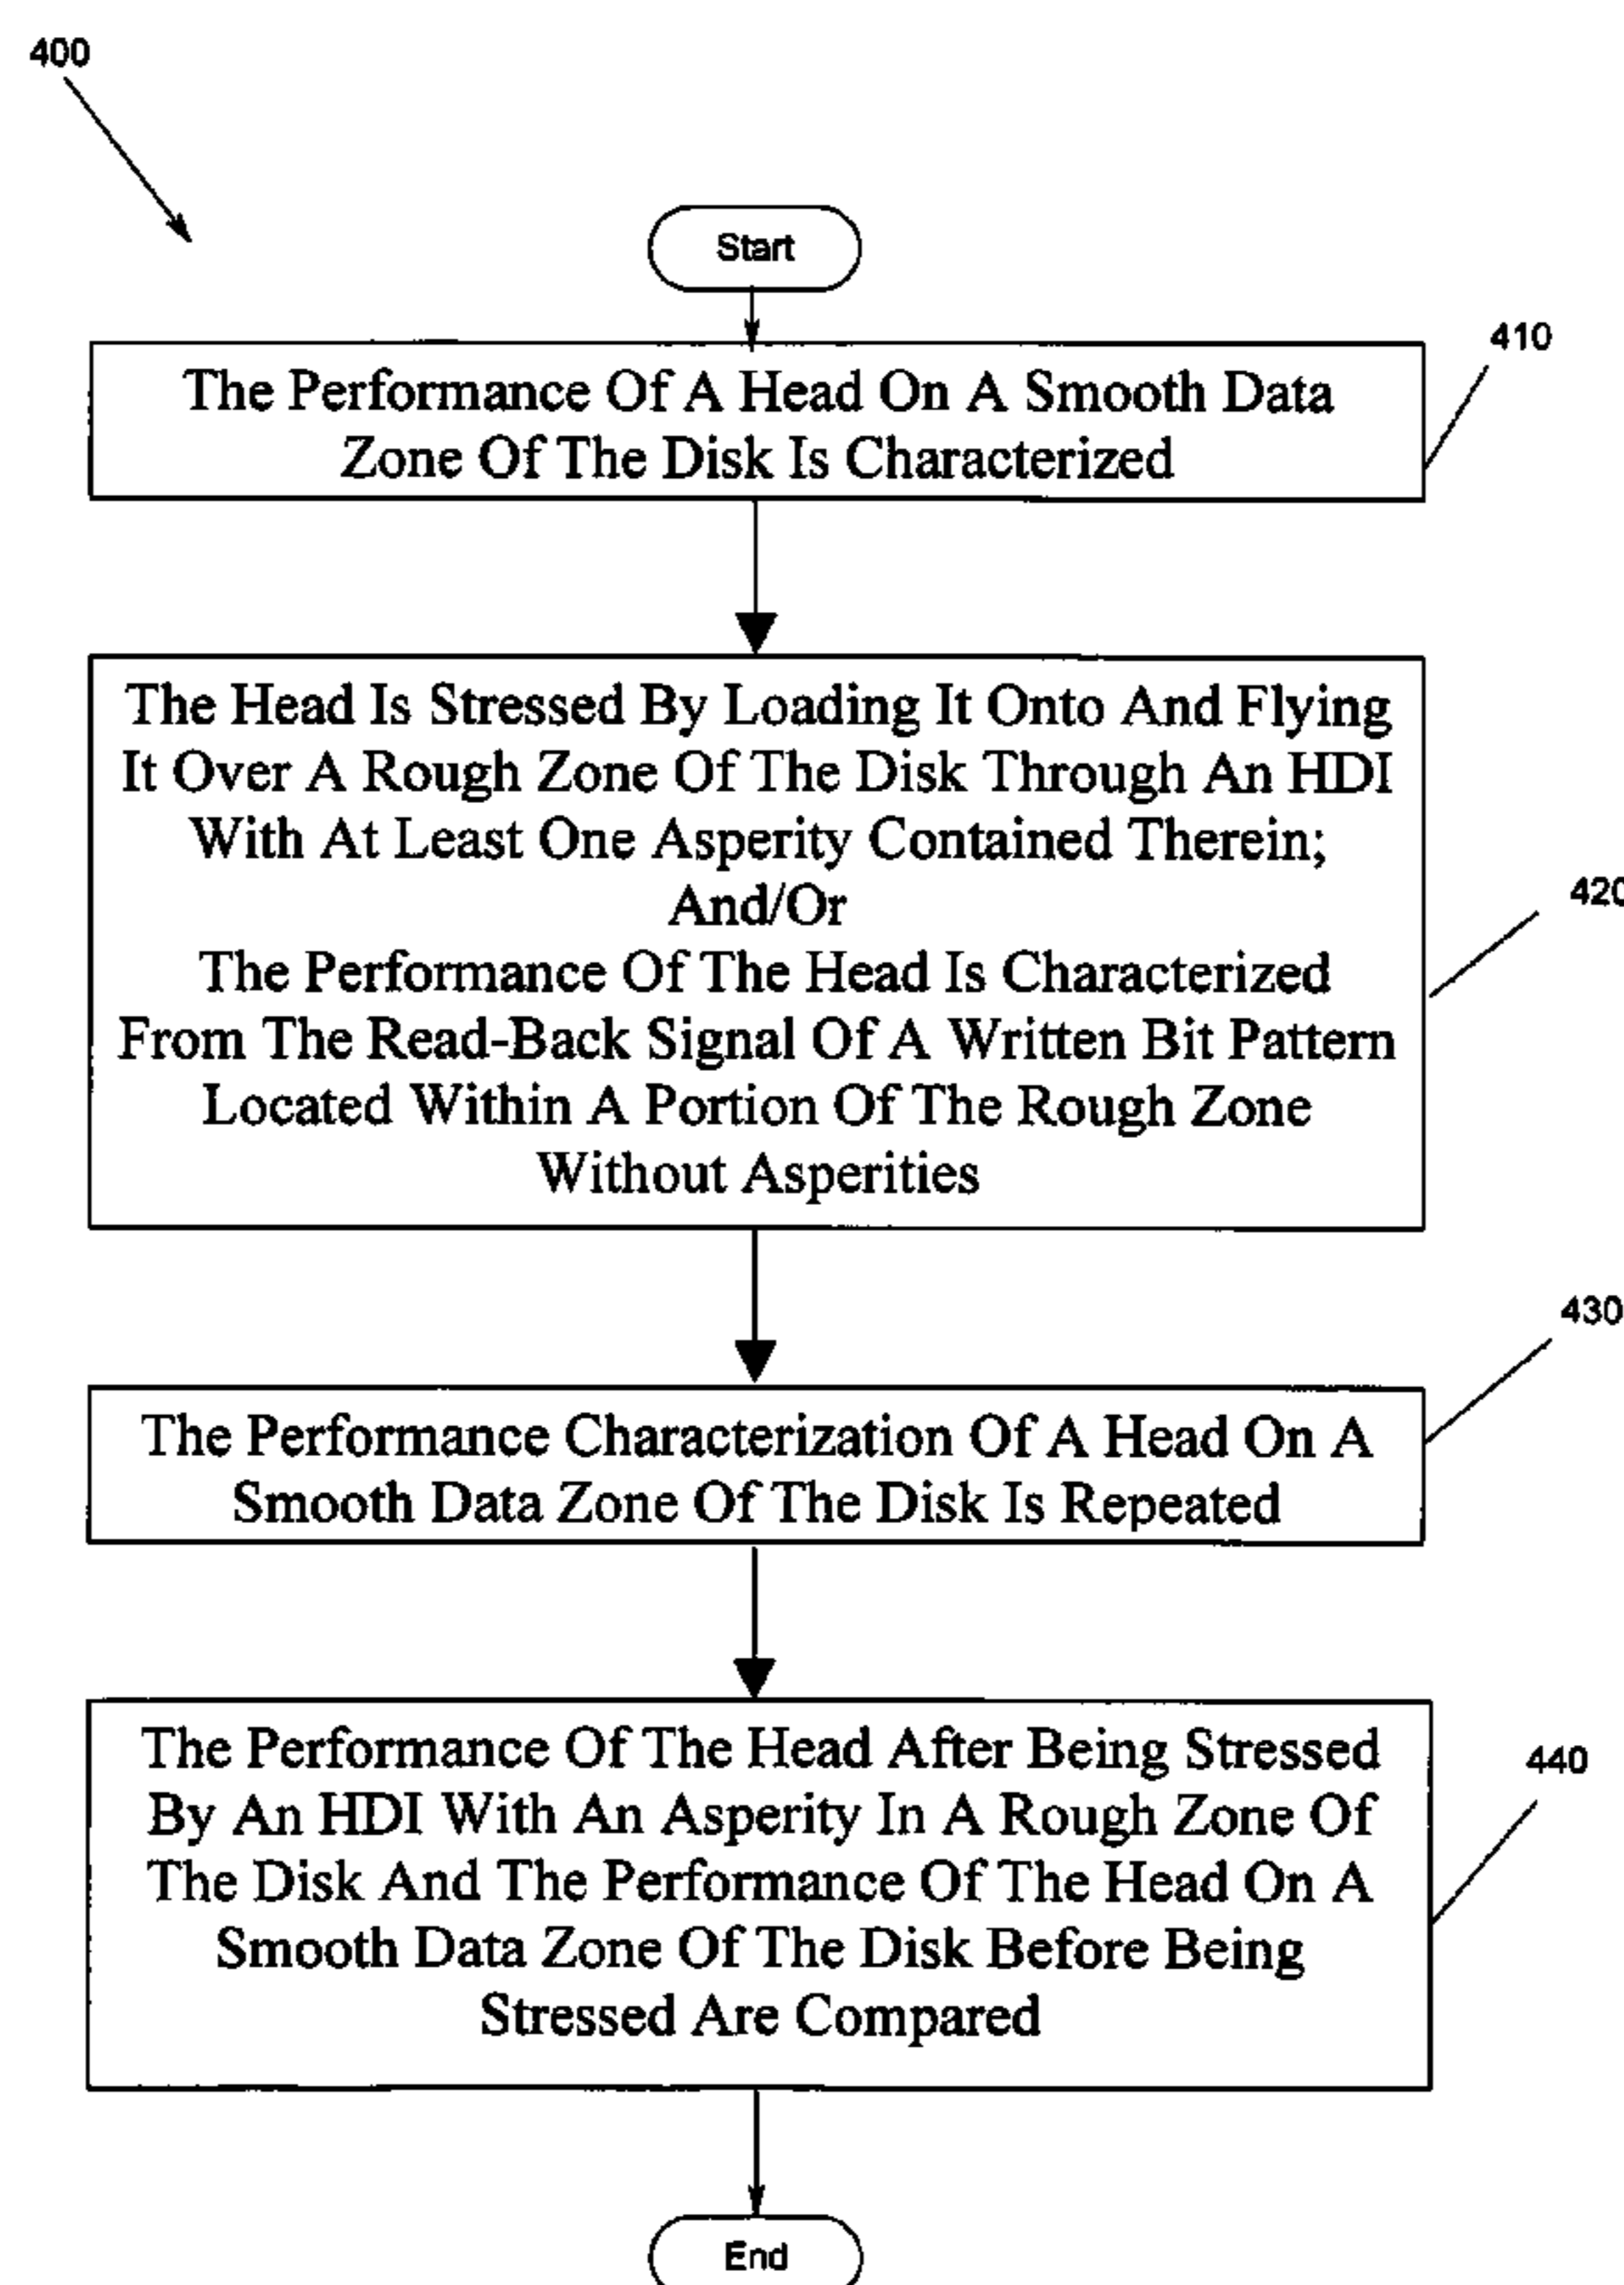 400
Start
410
The Performance Of A Head On A Smooth Data
Zone Of The Disk Is Characterized
The Head Is Stressed By Loading It Onto And Flying
It Over A Rough Zone Of The Disk Through An HDI
With At Least One Asperity Contained Therein;
And/Or
420
The Performance Of The Head Is Characterized
From The Read-Back Signal Of A Written Bit Pattern
Located Within A Portion Of The Rough Zone
Without Asperities
430
The Performance Characterization Of A Head On A
Smooth Data Zone Of The Disk Is Repeated
The Performance Of The Head After Being Stressed
440
By An HDI With An Asperity In A Rough Zone Of
The Disk And The Performance Of The Head On A
Smooth Data Zone Of The Disk Before Being
Stressed Are Compared
End